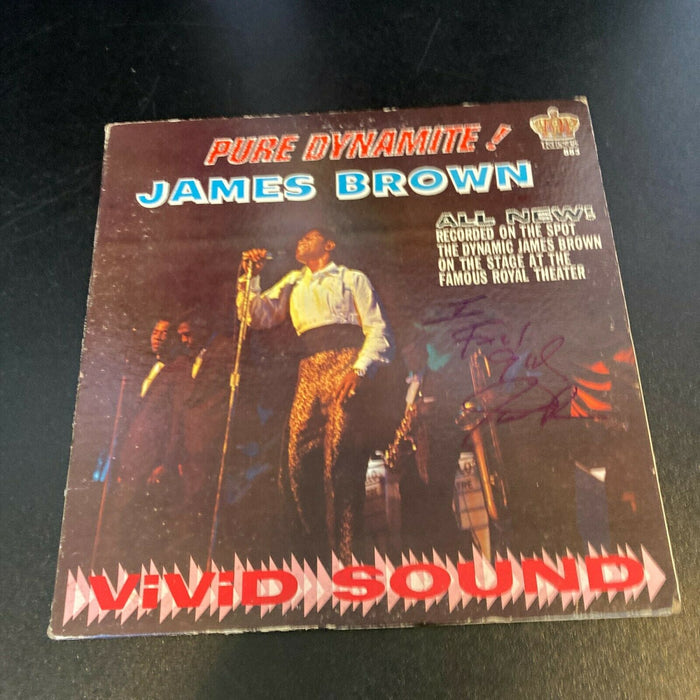 PURE DYNAMITE!
JAMES BROWN
KING
883
ALL NEW!
RECORDED ON THE SPOT
THE DYNAMIC JAMES BROWN
ON THE STAGE AT THE
FAMOUS ROYAL THEATER
I
Feel
ViViD SOUND